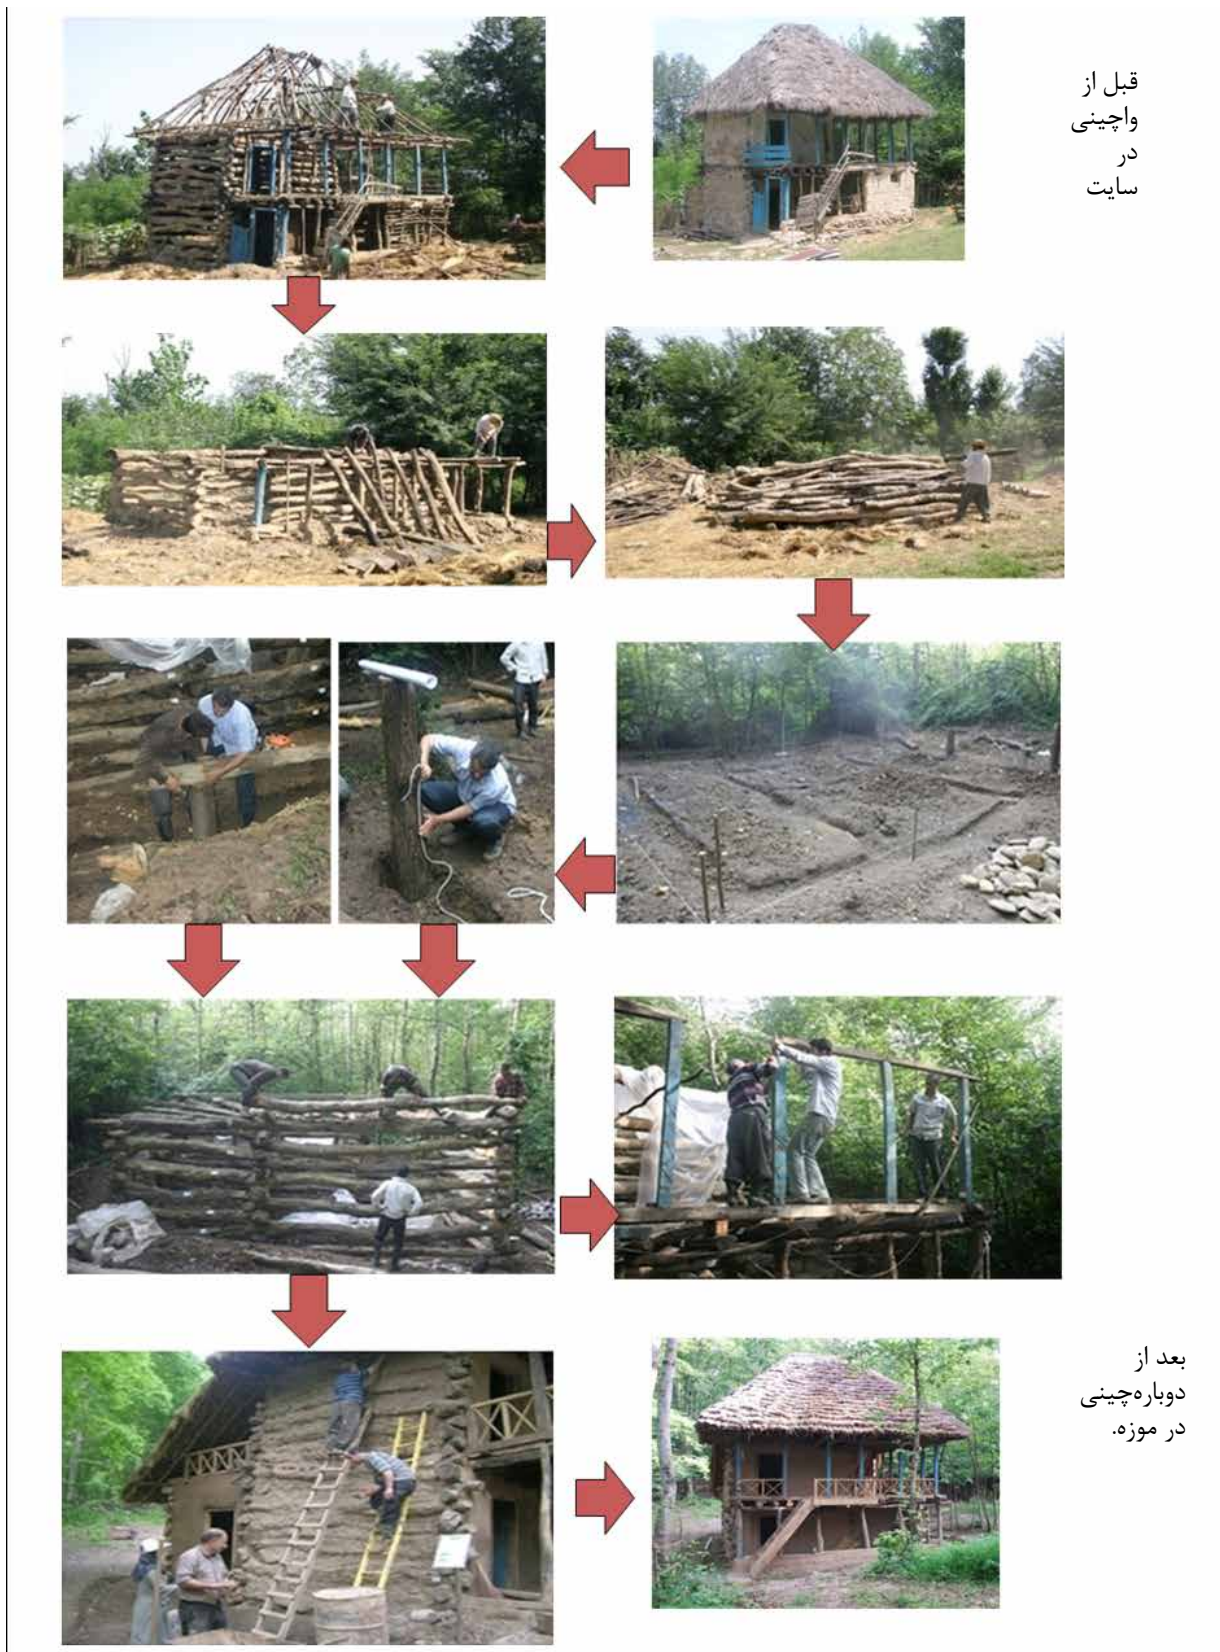 قبل از
واچینی
در
سایت
بعد از
دوباره‌چینی
در موزه.